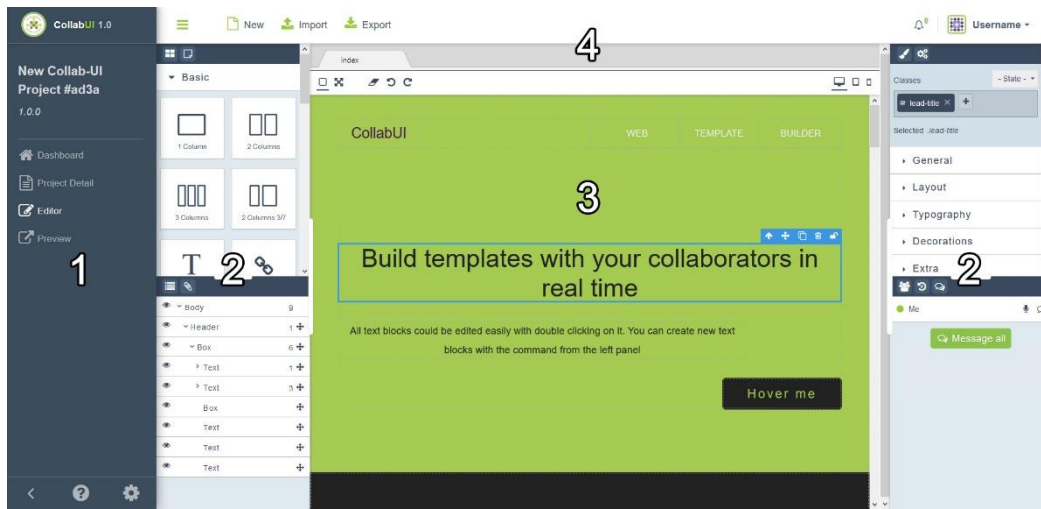 CollabUI 1.0
New
Import
Export
8
Username
New Collab-UI
Project #ad3a
1.0.0
Dashboard
Project Detail
Editor
Preview
1
Basic
1 Column
2 Columns
3 Columns
2 Columns 3/7
T
2
Body 9
Header 1
Box 6
Text 1
Text 3
Box
Text
Text
Text
4
index
CollabUI
WEB
TEMPLATE
BUILDER
3
Build templates with your collaborators in
real time
All text blocks could be edited easily with double clicking on it. You can create new text
blocks with the command from the left panel
Hover me
Classes
- State -
lead-title
Selected .lead-title
General
Layout
Typography
Decorations
Extra
2
Me
Message all